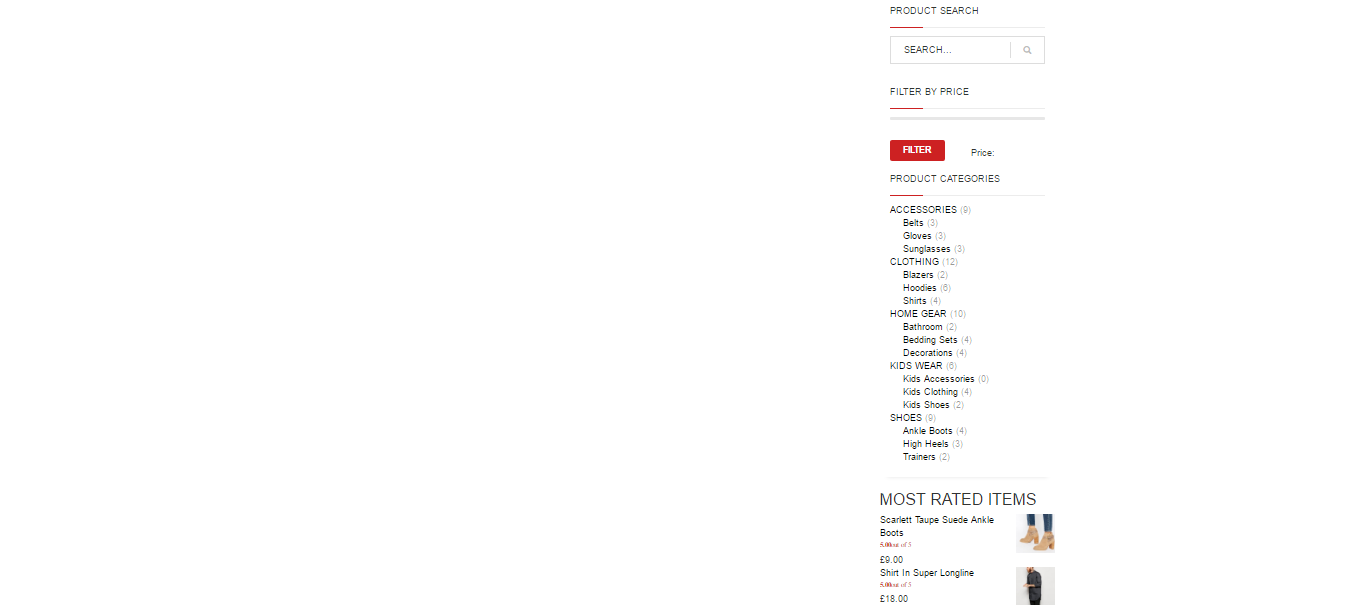 PRODUCT SEARCH
SEARCH...
FILTER BY PRICE
FILTER
Price:
PRODUCT CATEGORIES
ACCESSORIES (9)
Belts (3)
Gloves (3)
Sunglasses (3)
CLOTHING (12)
Blazers (2)
Hoodies (6)
Shirts (4)
HOME GEAR (10)
Bathroom (2)
Bedding Sets (4)
Decorations (4)
KIDS WEAR (6)
Kids Accessories (0)
Kids Clothing (4)
Kids Shoes (2)
SHOES (9)
Ankle Boots (4)
High Heels (3)
Trainers (2)
MOST RATED ITEMS
Scarlett Taupe Suede Ankle
Boots
5.00out of 5
£9.00
Shirt In Super Longline
5.00out of 5
£18.00